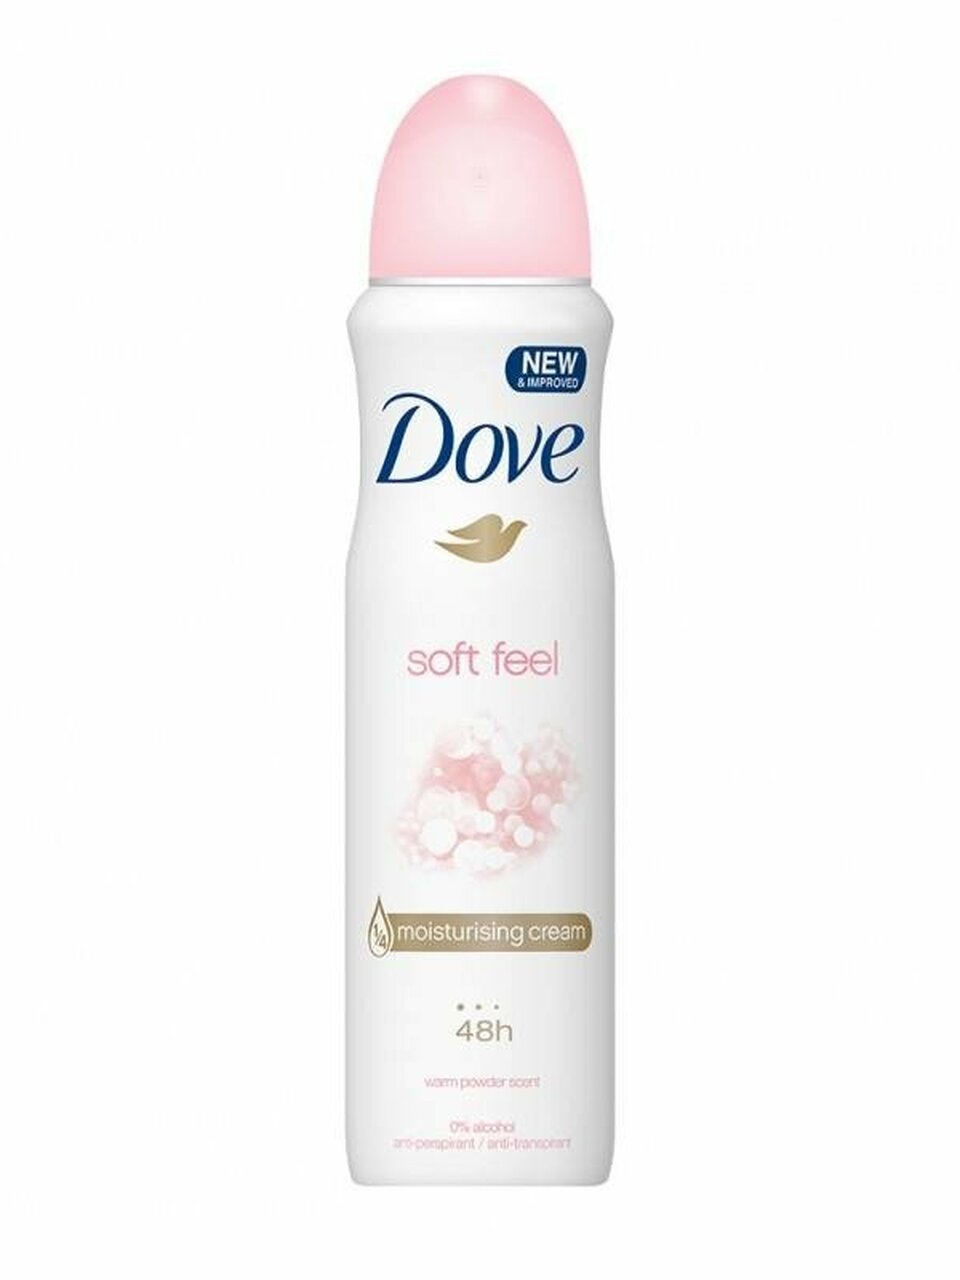 NEW
& IMPROVED
Dove
soft feel
1/4 moisturising cream
48h
warm powder scent
0% alcohol
anti-perspirant / anti-transpirant